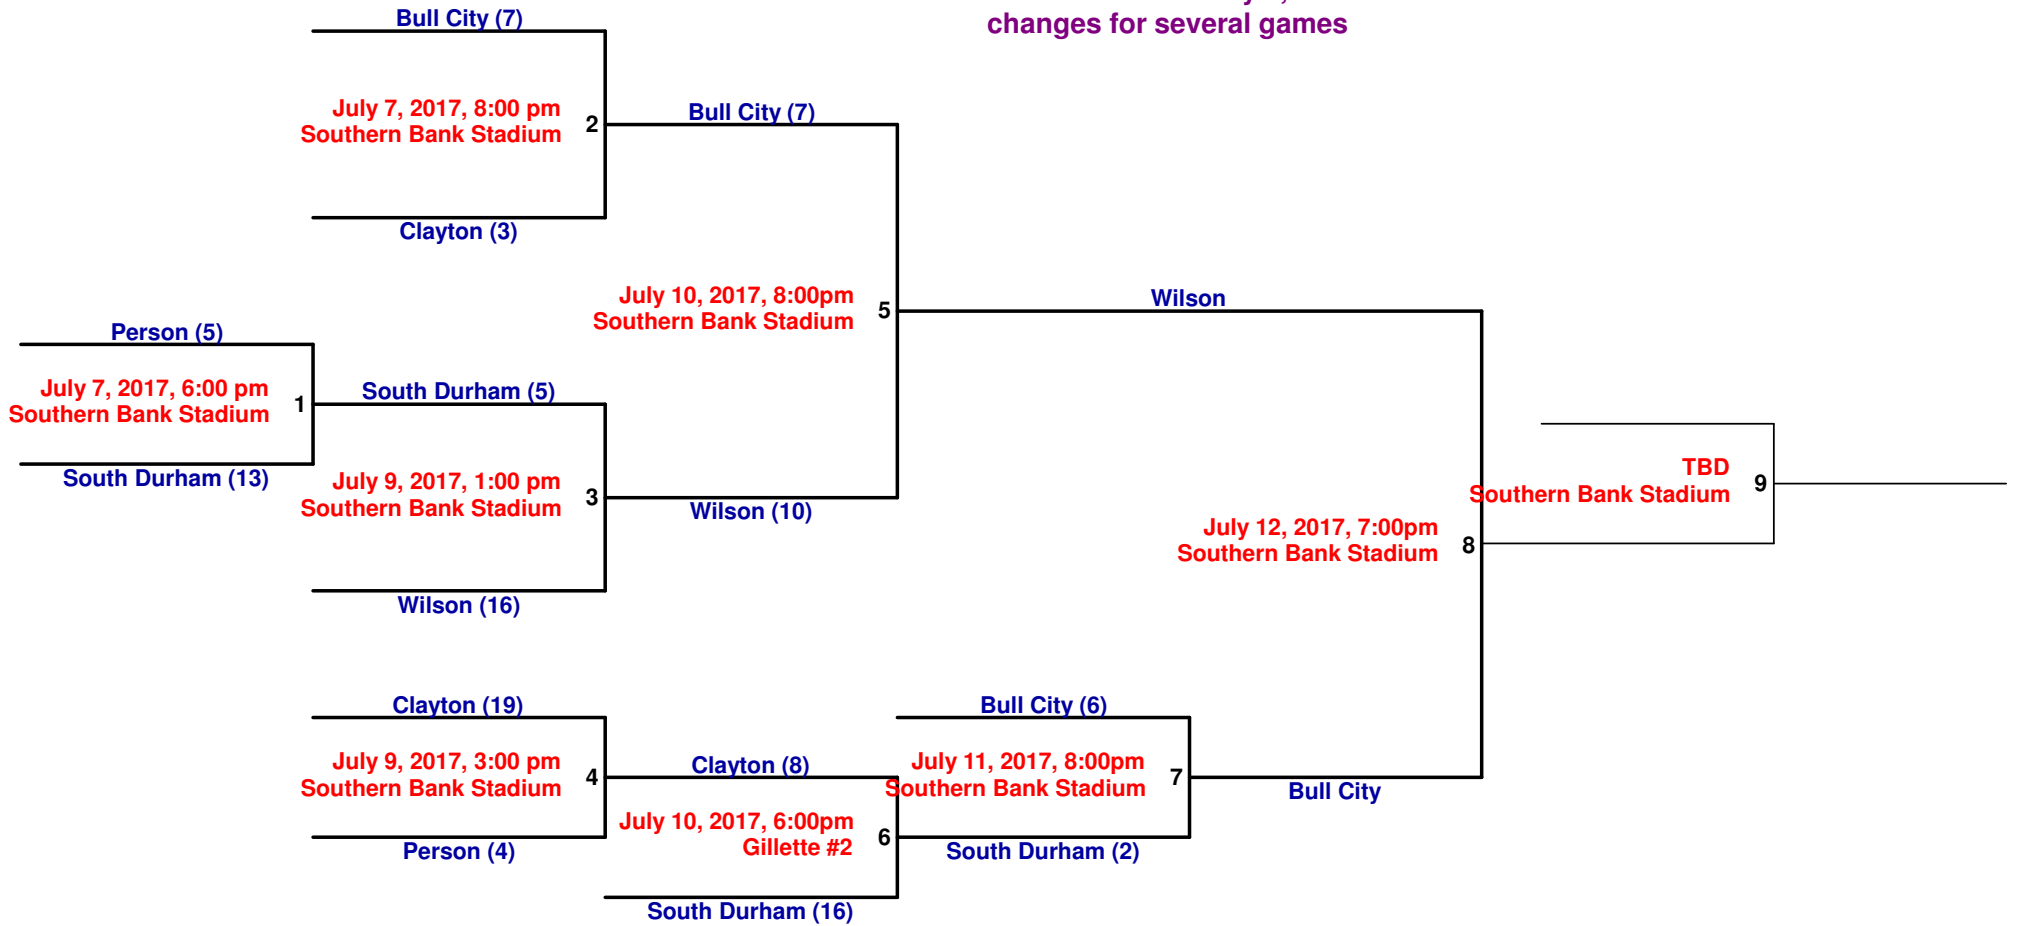 changes for several games
Bull City (7)
July 7, 2017, 8:00 pm
Southern Bank Stadium
2
Bull City (7)
Clayton (3)
July 10, 2017, 8:00pm
Southern Bank Stadium
5
Wilson
Person (5)
July 7, 2017, 6:00 pm
Southern Bank Stadium
1
South Durham (5)
South Durham (13)
July 9, 2017, 1:00 pm
Southern Bank Stadium
3
Wilson (10)
Wilson (16)
TBD
Southern Bank Stadium
9
July 12, 2017, 7:00pm
Southern Bank Stadium
8
Clayton (19)
July 9, 2017, 3:00 pm
Southern Bank Stadium
4
Clayton (8)
Person (4)
July 10, 2017, 6:00pm
Gillette #2
6
South Durham (16)
Bull City (6)
July 11, 2017, 8:00pm
Southern Bank Stadium
7
South Durham (2)
Bull City